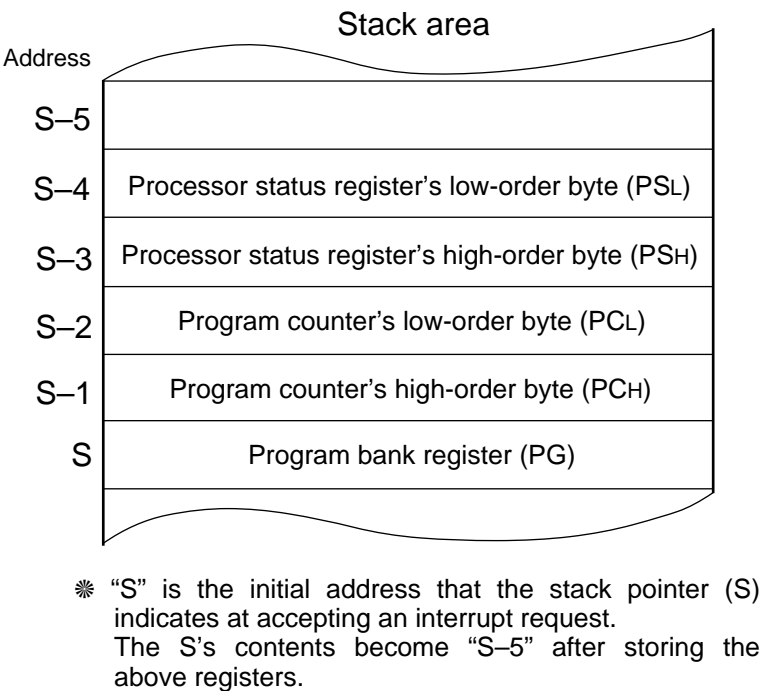 Stack area
Address
S–5
S–4 Processor status register’s low-order byte (PSL)
S–3 Processor status register’s high-order byte (PSH)
S–2 Program counter’s low-order byte (PCL)
S–1 Program counter’s high-order byte (PCH)
S Program bank register (PG)
❊ “S” is the initial address that the stack pointer (S)
indicates at accepting an interrupt request.
The S’s contents become “S–5” after storing the
above registers.